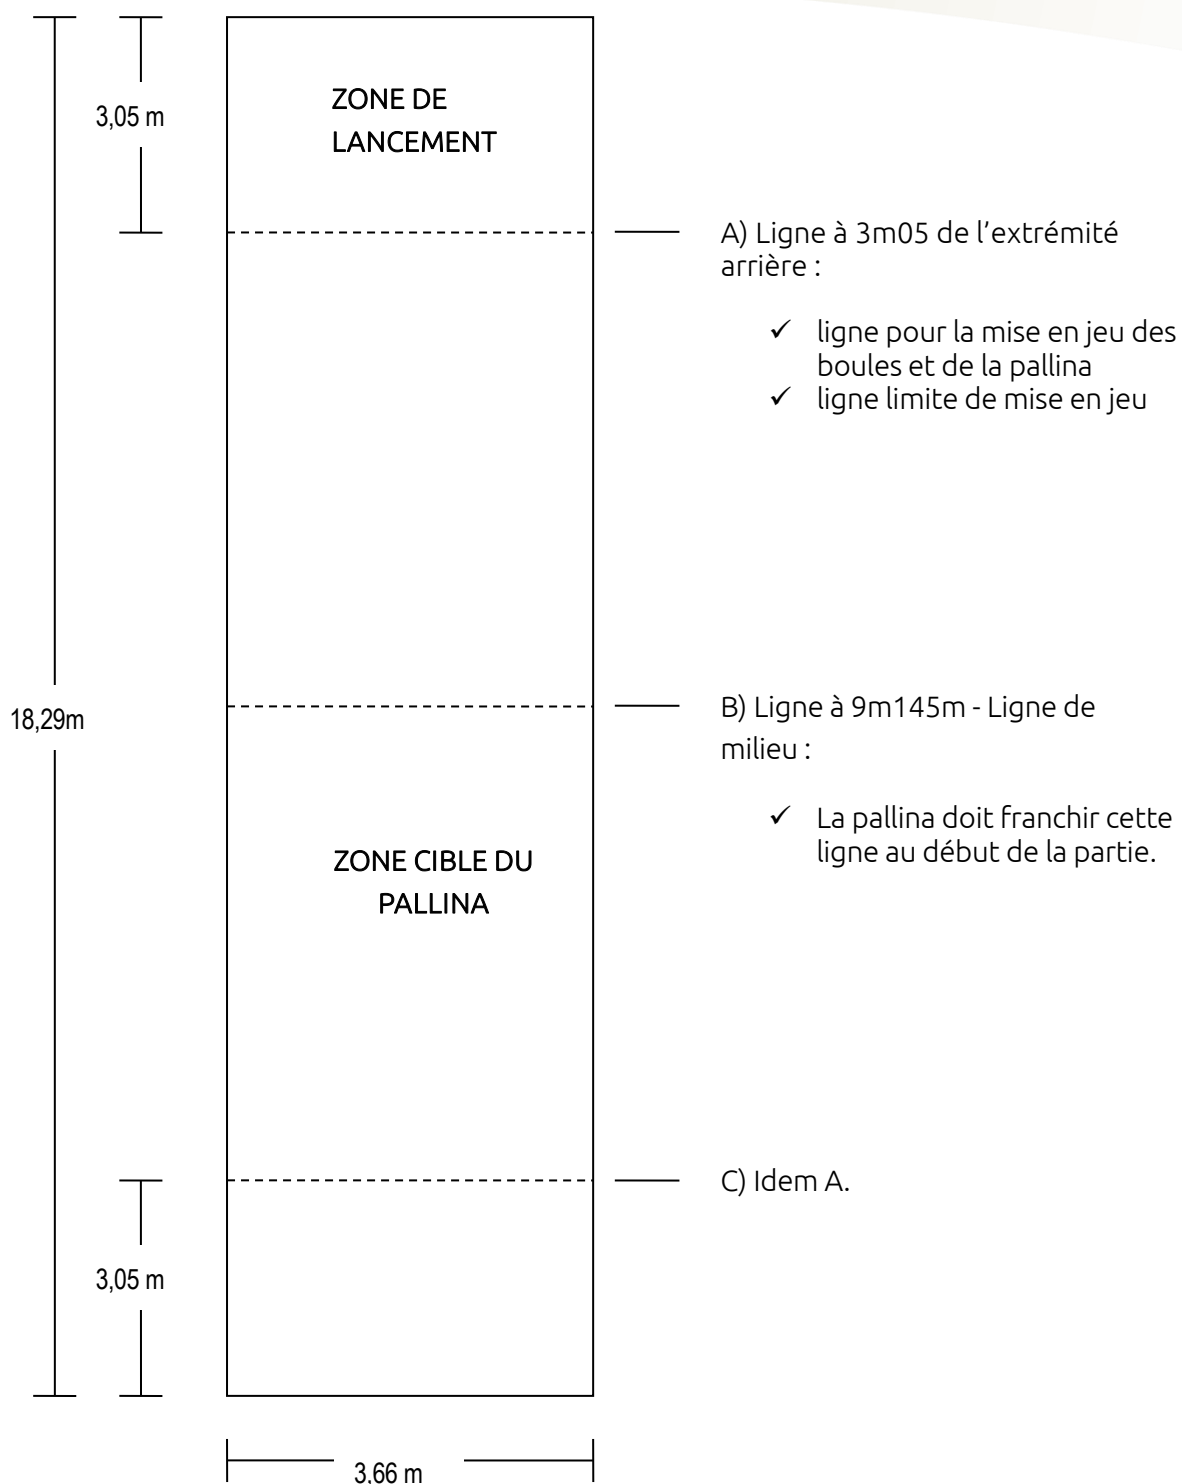 3,05 m
ZONE DE
LANCEMENT
A) Ligne à 3m05 de l’extrémité
arrière :
✓ ligne pour la mise en jeu des
boules et de la pallina
✓ ligne limite de mise en jeu
18,29m
B) Ligne à 9m145m - Ligne de
milieu :
✓ La pallina doit franchir cette
ligne au début de la partie.
ZONE CIBLE DU
PALLINA
C) Idem A.
3,05 m
3,66 m